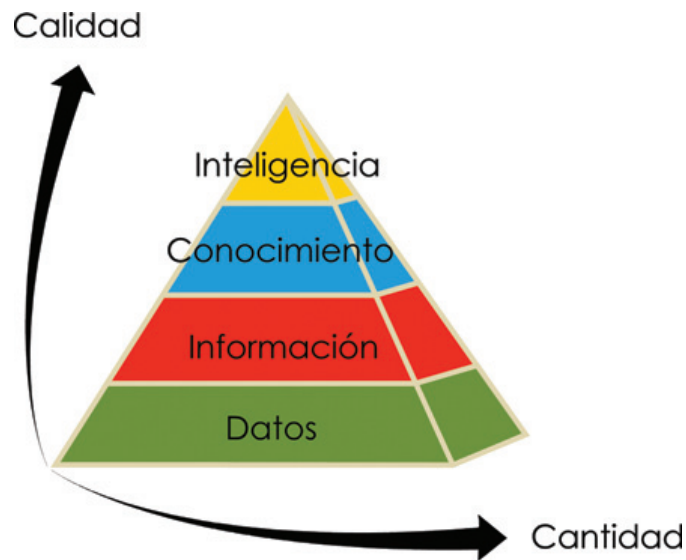 Calidad
Inteligencia
Conocimiento
Información
Datos
Cantidad